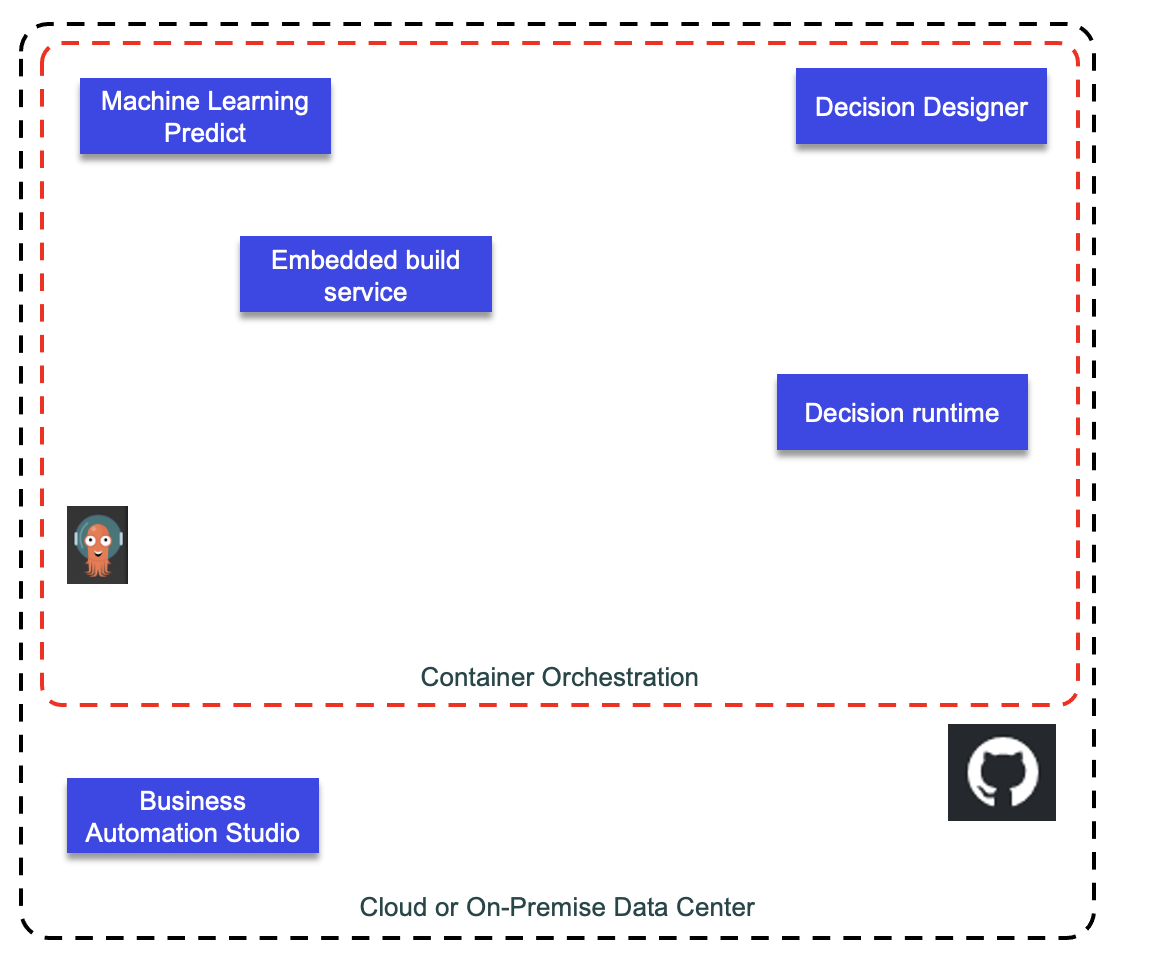 Machine Learning
Predict
Decision Designer
Embedded build
service
Decision runtime
Container Orchestration
Business
Automation Studio
Cloud or On-Premise Data Center